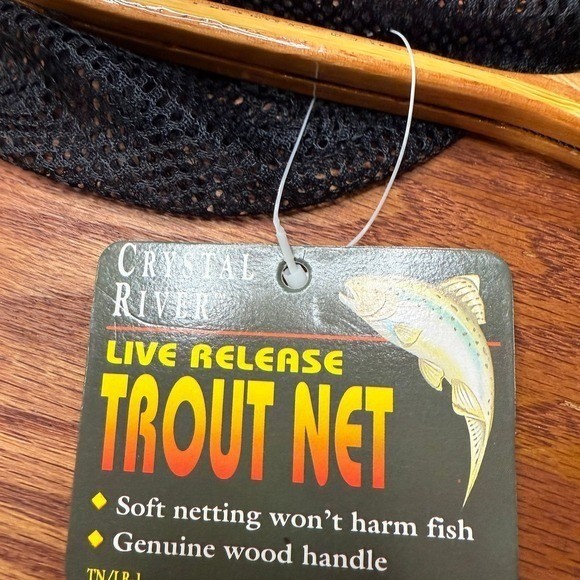 CRYSTAL
RIVER
LIVE RELEASE
TROUT NET
Soft netting won't harm fish
Genuine wood handle